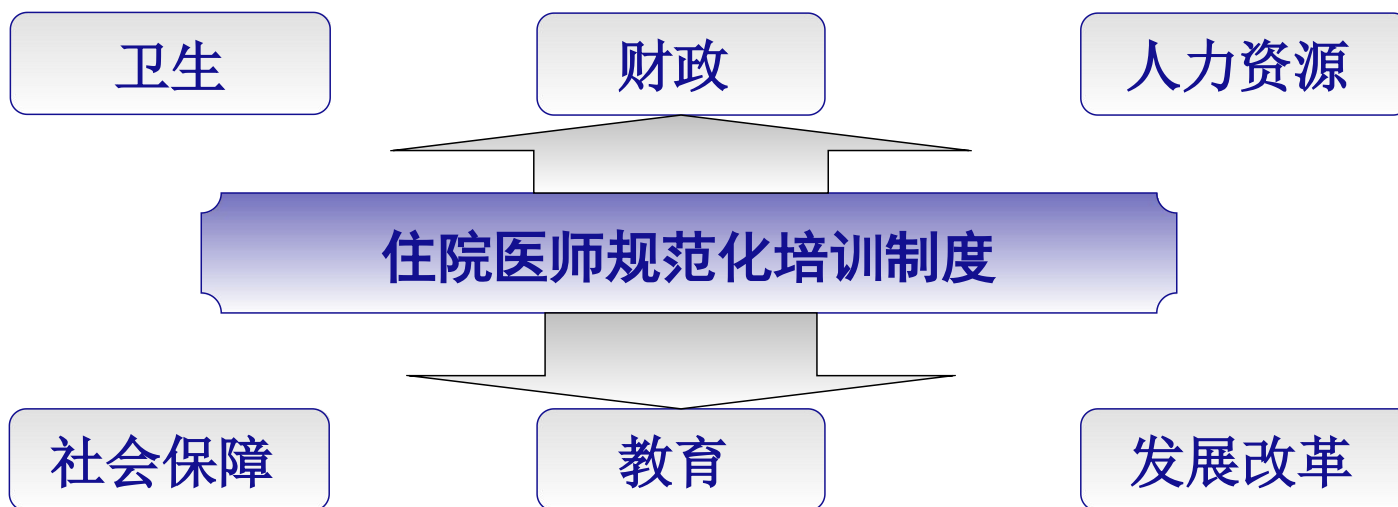 卫生
财政
人力资源
住院医师规范化培训制度
社会保障
教育
发展改革